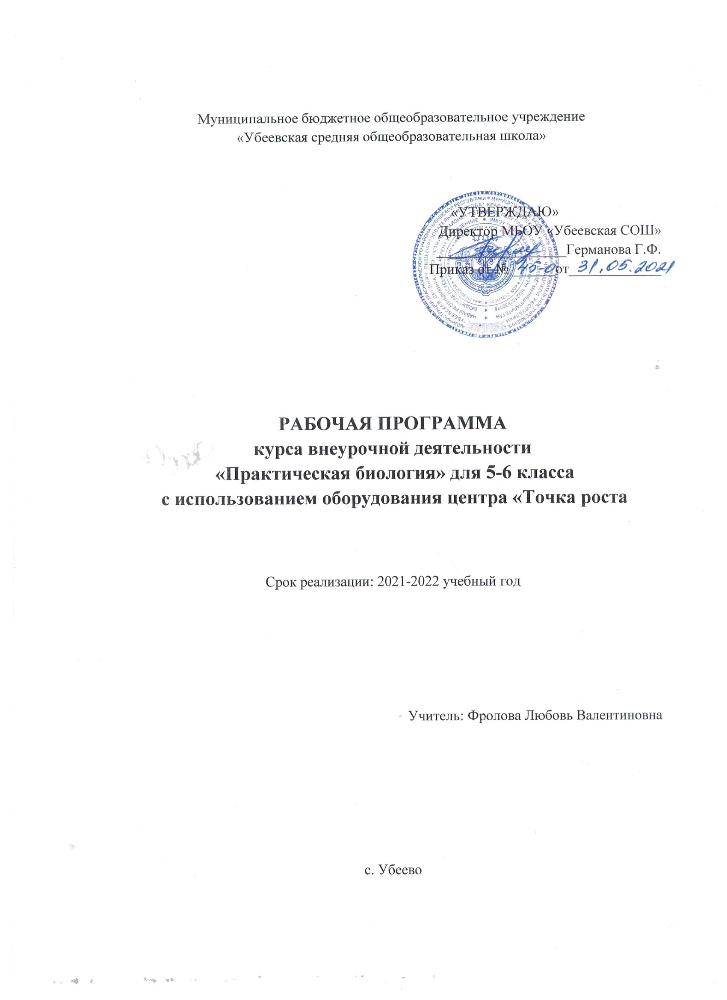 Муниципальное бюджетное общеобразовательное учреждение
«Убеевская средняя общеобразовательная школа»
«УТВЕРЖДАЮ»
Директор МБОУ «Убеевская СОШ»
Германова Г.Ф.
Приказ от № 45-О от 31.05.2021
РАБОЧАЯ ПРОГРАММА
курса внеурочной деятельности
«Практическая биология» для 5-6 класса
с использованием оборудования центра «Точка роста
Срок реализации: 2021-2022 учебный год
Учитель: Фролова Любовь Валентиновна
с. Убеево